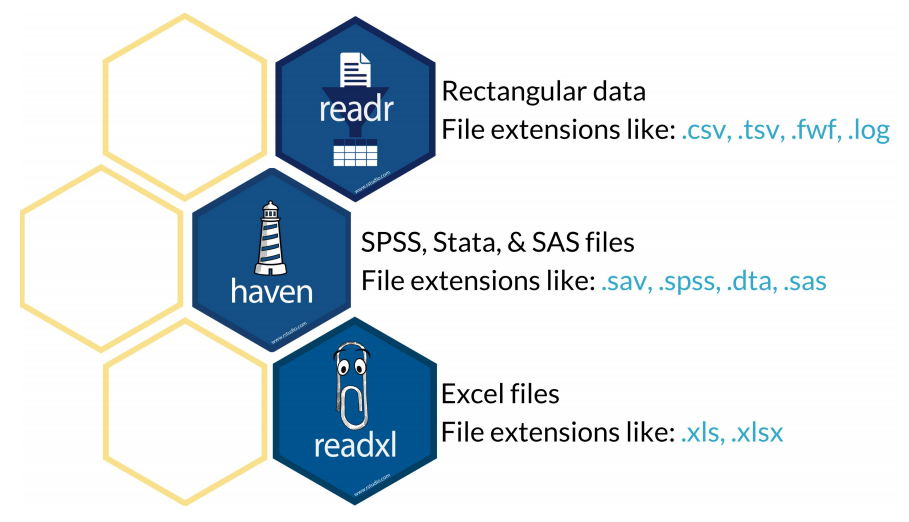 readr
www.rstudio.com
Rectangular data
File extensions like: .csv, .tsv, .fwf, .log
haven
www.rstudio.com
SPSS, Stata, & SAS files
File extensions like: .sav, .spss, .dta, .sas
readxl
www.rstudio.com
Excel files
File extensions like: .xls, .xlsx